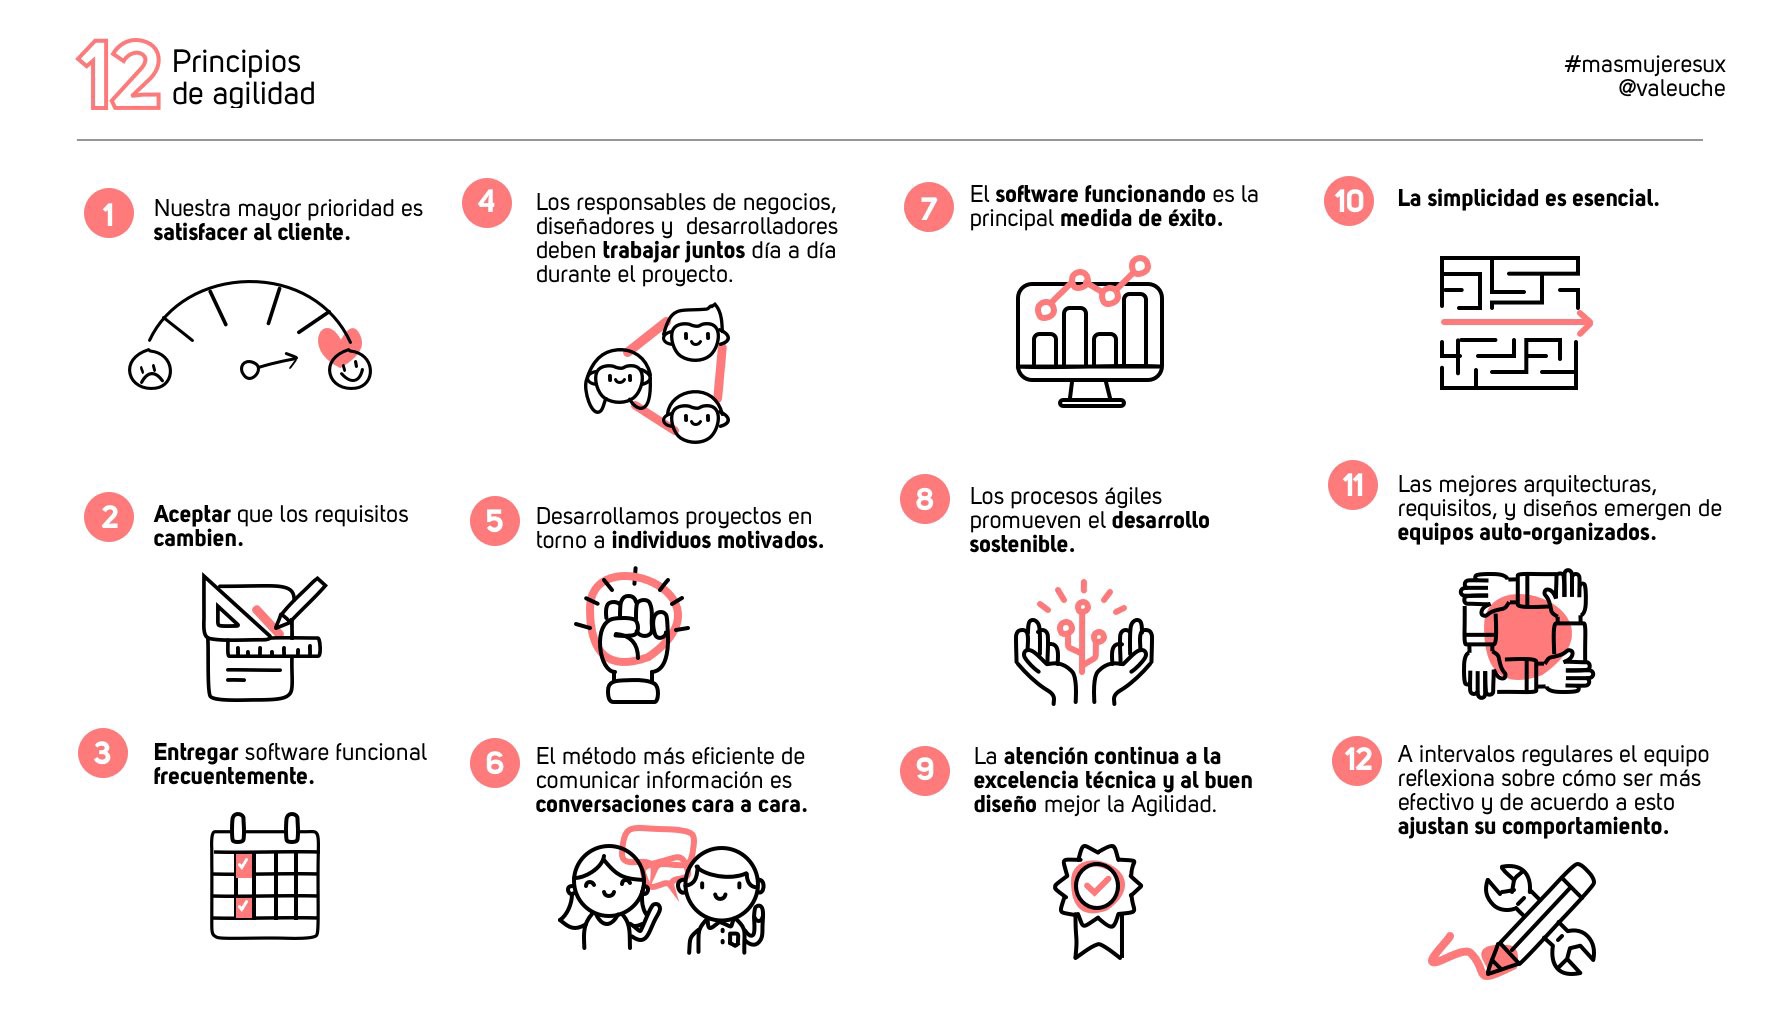 12 Principios
de agilidad
#masmujeresux
@valeuche
1
Nuestra mayor prioridad es
satisfacer al cliente.
2
Aceptar que los requisitos
cambien.
3
Entregar software funcional
frecuentemente.
4
Los responsables de negocios,
diseñadores y desarrolladores
deben trabajar juntos día a día
durante el proyecto.
5
Desarrollamos proyectos en
torno a individuos motivados.
6
El método más eficiente de
comunicar información es
conversaciones cara a cara.
7
El software funcionando es la
principal medida de éxito.
8
Los procesos ágiles
promueven el desarrollo
sostenible.
9
La atención continua a la
excelencia técnica y al buen
diseño mejor la Agilidad.
10
La simplicidad es esencial.
11
Las mejores arquitecturas,
requisitos, y diseños emergen de
equipos auto-organizados.
12
A intervalos regulares el equipo
reflexiona sobre cómo ser más
efectivo y de acuerdo a esto
ajustan su comportamiento.